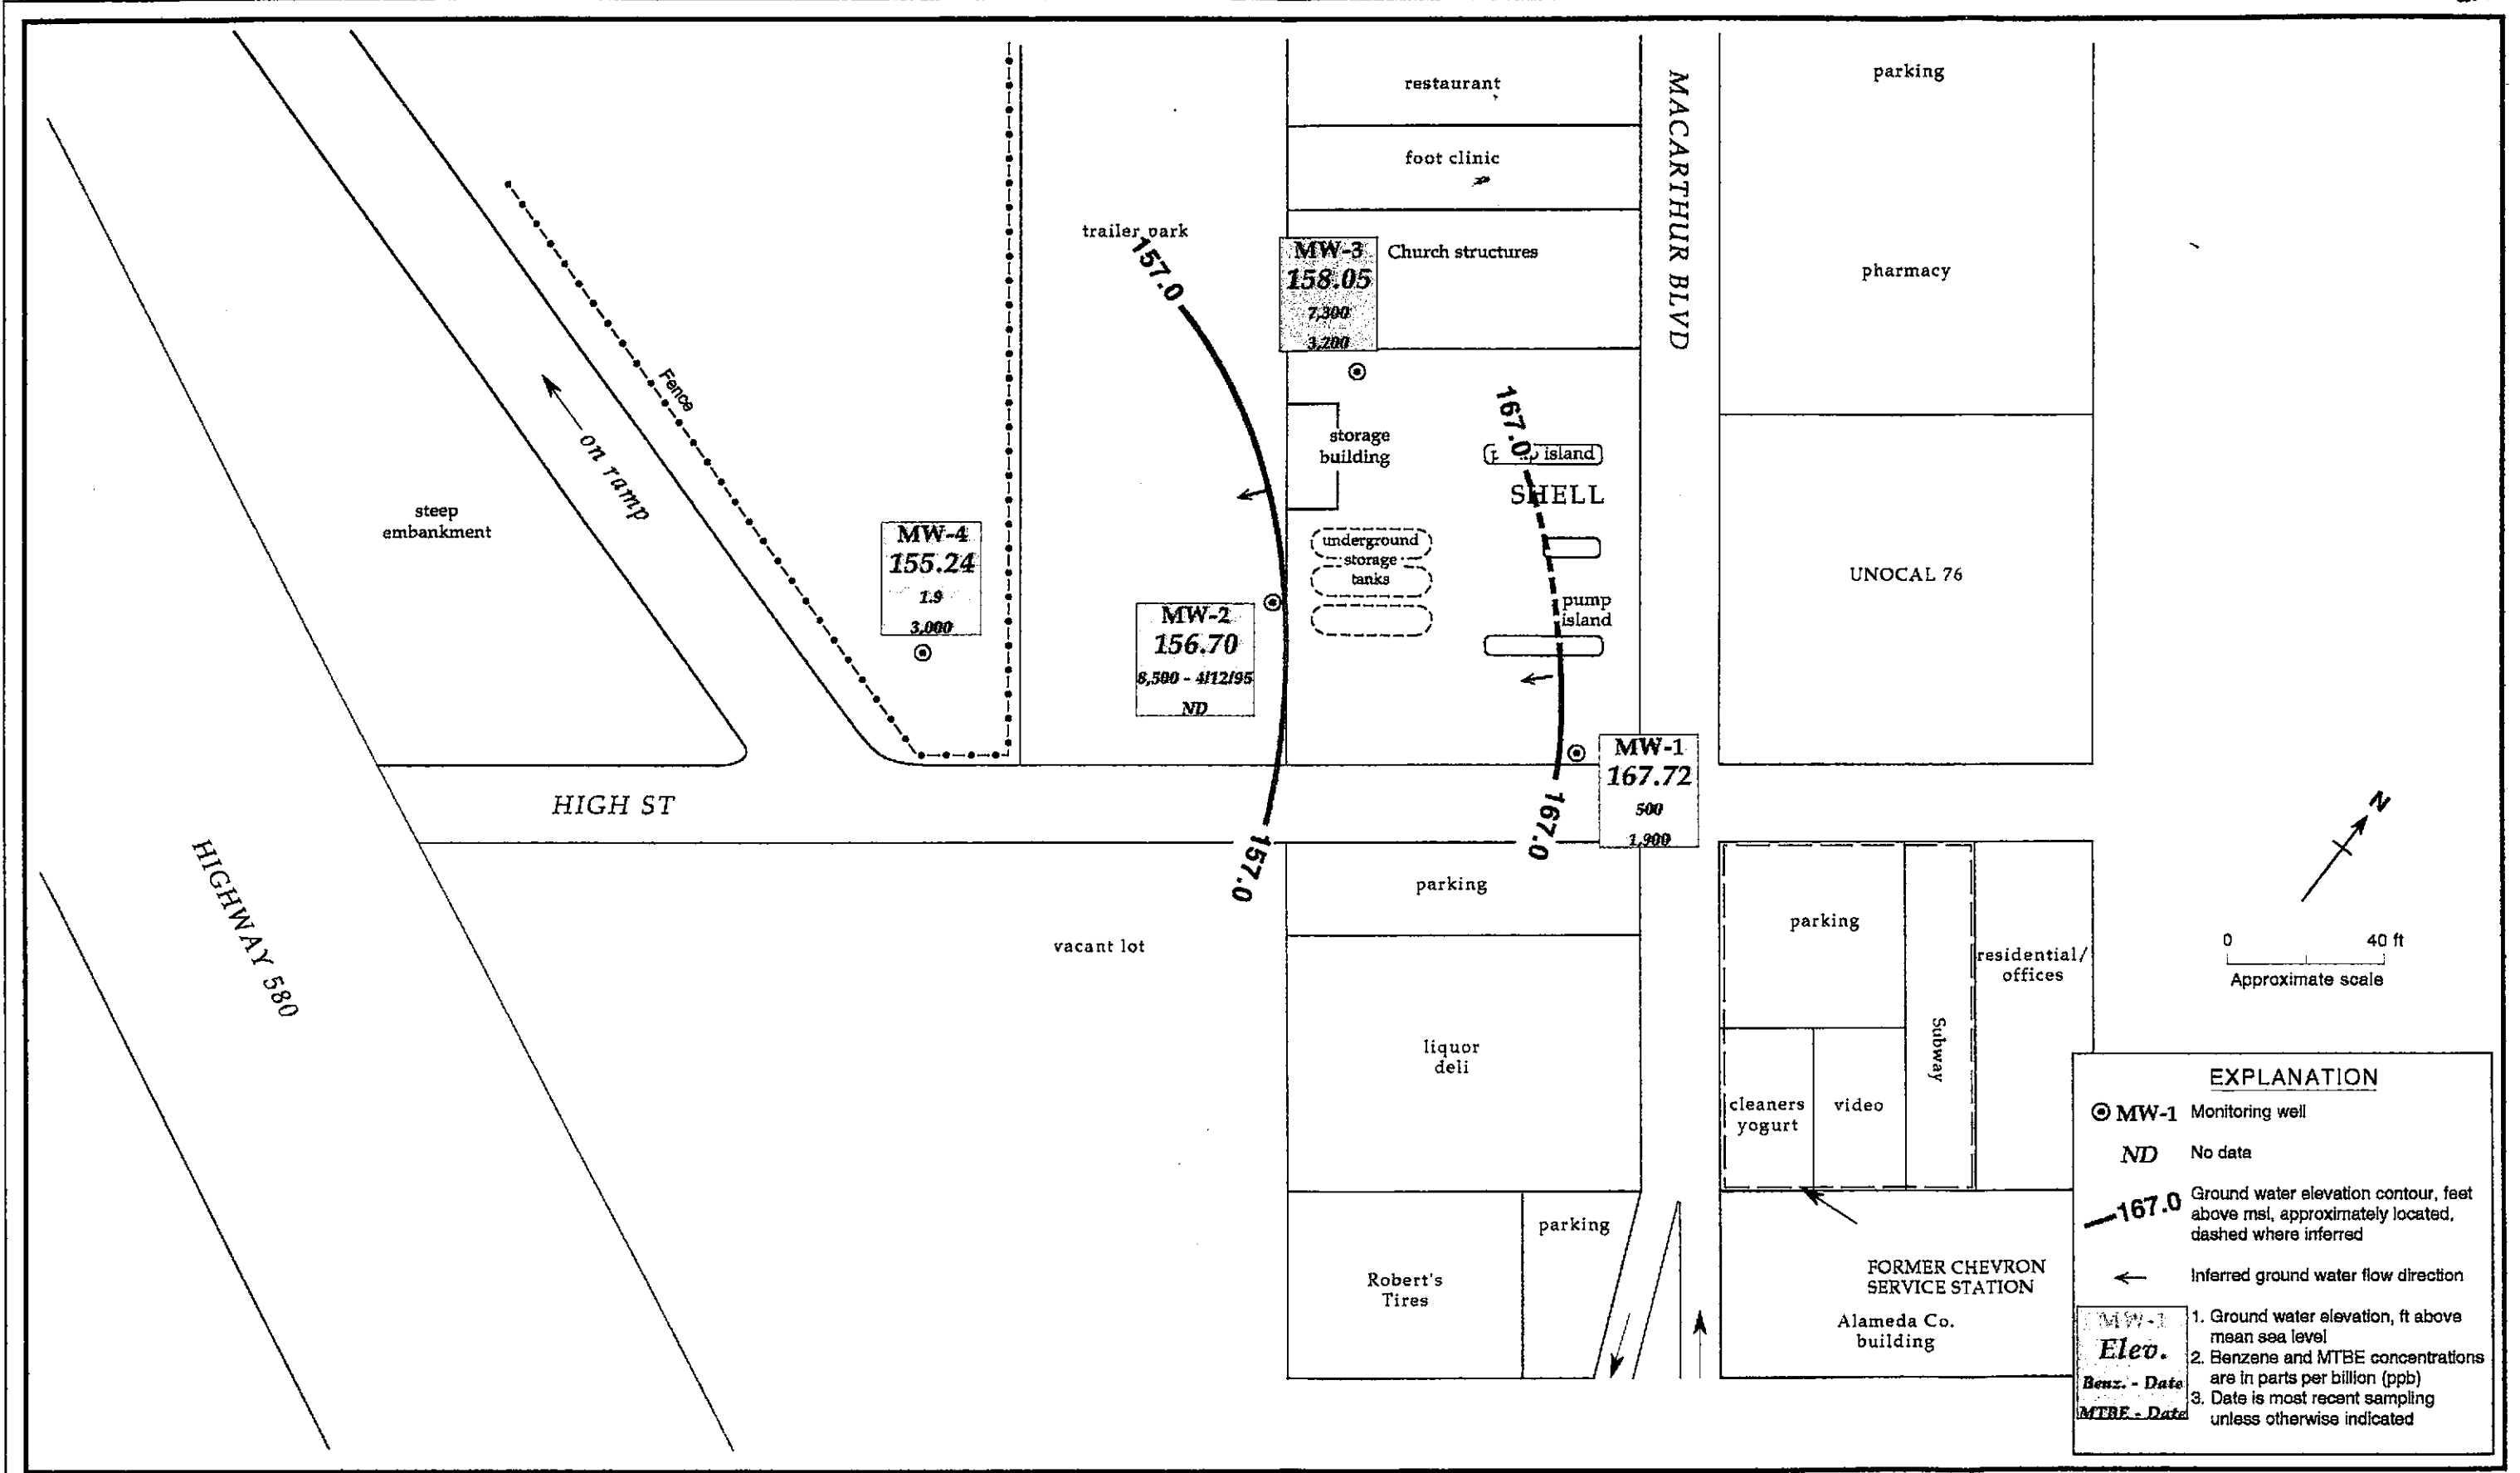 restaurant
foot clinic
trailer park
157.0
MW-3
158.05
7,300
3,200
Church structures
MACARTHUR BLVD
parking
pharmacy
Fence
on ramp
steep
embankment
167.0
island
SHELL
storage
building
underground
storage
tanks
pump
island
UNOCAL 76
MW-4
155.24
1.9
3,000
MW-2
156.70
8,500 - 4/12/95
ND
MW-1
167.72
500
1,900
HIGH ST
HIGHWAY 580
157.0
167.0
vacant lot
parking
liquor
deli
Robert's
Tires
parking
parking
cleaners
yogurt
video
Subway
residential/
offices
FORMER CHEVRON
SERVICE STATION
Alameda Co.
building
N
0 40 ft
Approximate scale
EXPLANATION
MW-1 Monitoring well
ND No data
167.0 Ground water elevation contour, feet
above msl, approximately located,
dashed where inferred
Inferred ground water flow direction
MW-1
Elev.
Benz. - Date
MTBE - Date
1. Ground water elevation, ft above
mean sea level
2. Benzene and MTBE concentrations
are in parts per billion (ppb)
3. Date is most recent sampling
unless otherwise indicated